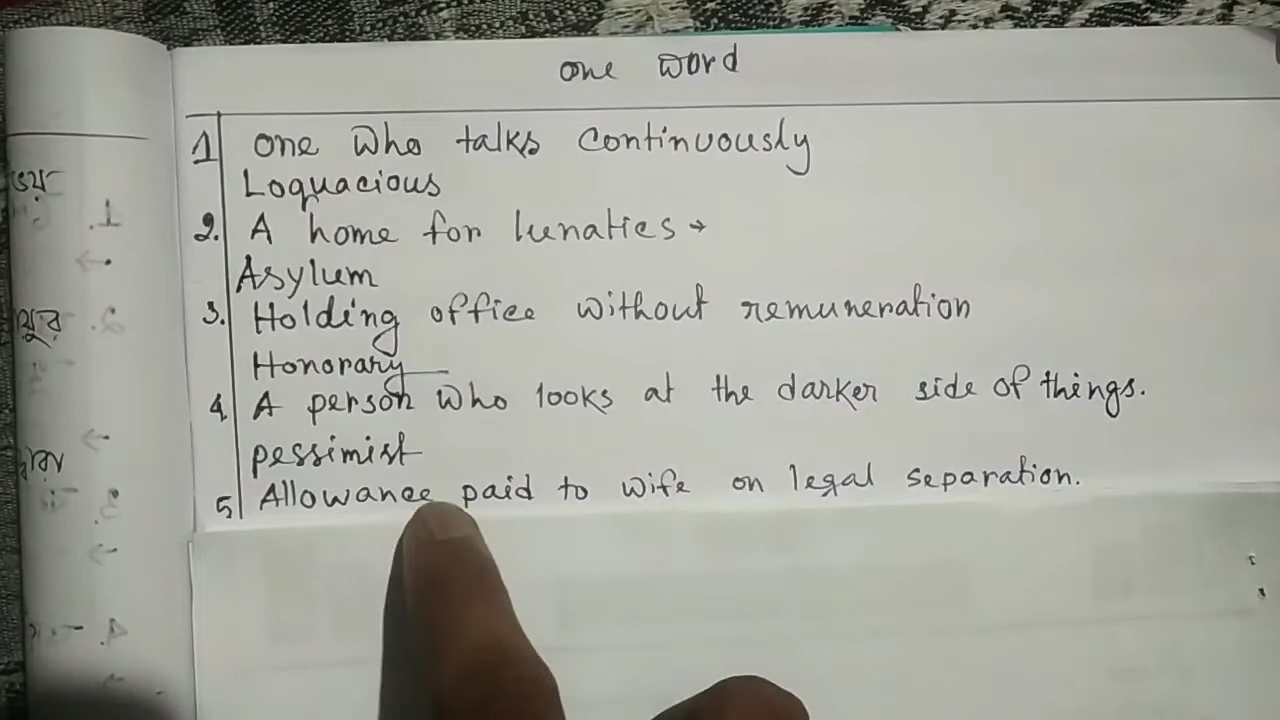 one word
1 one who talks continuously
Loquacious
2. A home for lunatics →
Asylum
3. Holding office without remuneration
Honorary
4 A person who looks at the darker side of things.
pessimist
5 Allowance paid to wife on legal separation.